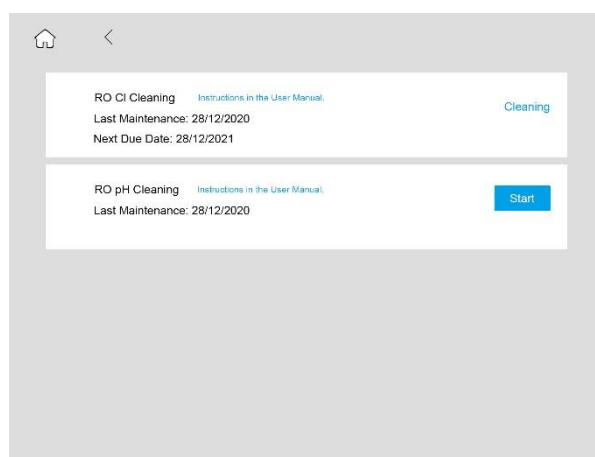 RO Cl Cleaning Instructions in the User Manual.
Last Maintenance: 28/12/2020
Next Due Date: 28/12/2021
Cleaning
RO pH Cleaning Instructions in the User Manual.
Last Maintenance: 28/12/2020
Start